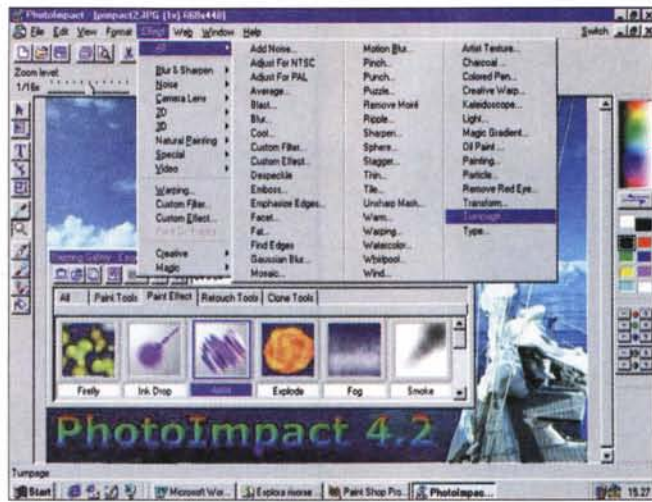 PhotoImpact - [pimpact2.JPG (1x) 668x448]
File Edit View Format Effect Web Window Help Switch
Zoom level:
1/16x
All
Blur & Sharpen
Noise
Camera Lens
2D
3D
Natural Painting
Special
Video
Warping...
Custom Filter...
Custom Effect...
Creative
Magic
Add Noise...
Adjust For NTSC
Adjust For PAL
Average...
Blast...
Blur...
Cool...
Custom Filter...
Custom Effect...
Despeckle
Emboss...
Emphasize Edges...
Facet...
Fat...
Find Edges
Gaussian Blur...
Mosaic...
Motion Blur...
Pinch...
Punch...
Puzzle...
Remove Moiré
Ripple...
Sharpen...
Sphere...
Stagger...
Thin...
Tile...
Unsharp Mask...
Warm...
Warping...
Watercolor...
Whirlpool...
Wind...
Artist Texture...
Charcoal...
Colored Pen...
Creative Warp...
Kaleidoscope...
Light...
Magic Gradient...
Oil Paint...
Painting...
Particle...
Remove Red Eye...
Transform...
Turnpage...
Type...
All Paint Tools Paint Effect Retouch Tools Clone Tools
Firefly Ink Drop Explode Fog Smoke
PhotoImpact 4.2
Turnpage
Start Microsoft Wor... Esplora risorse Paint Shop Pro... PhotoImpac... 15.27